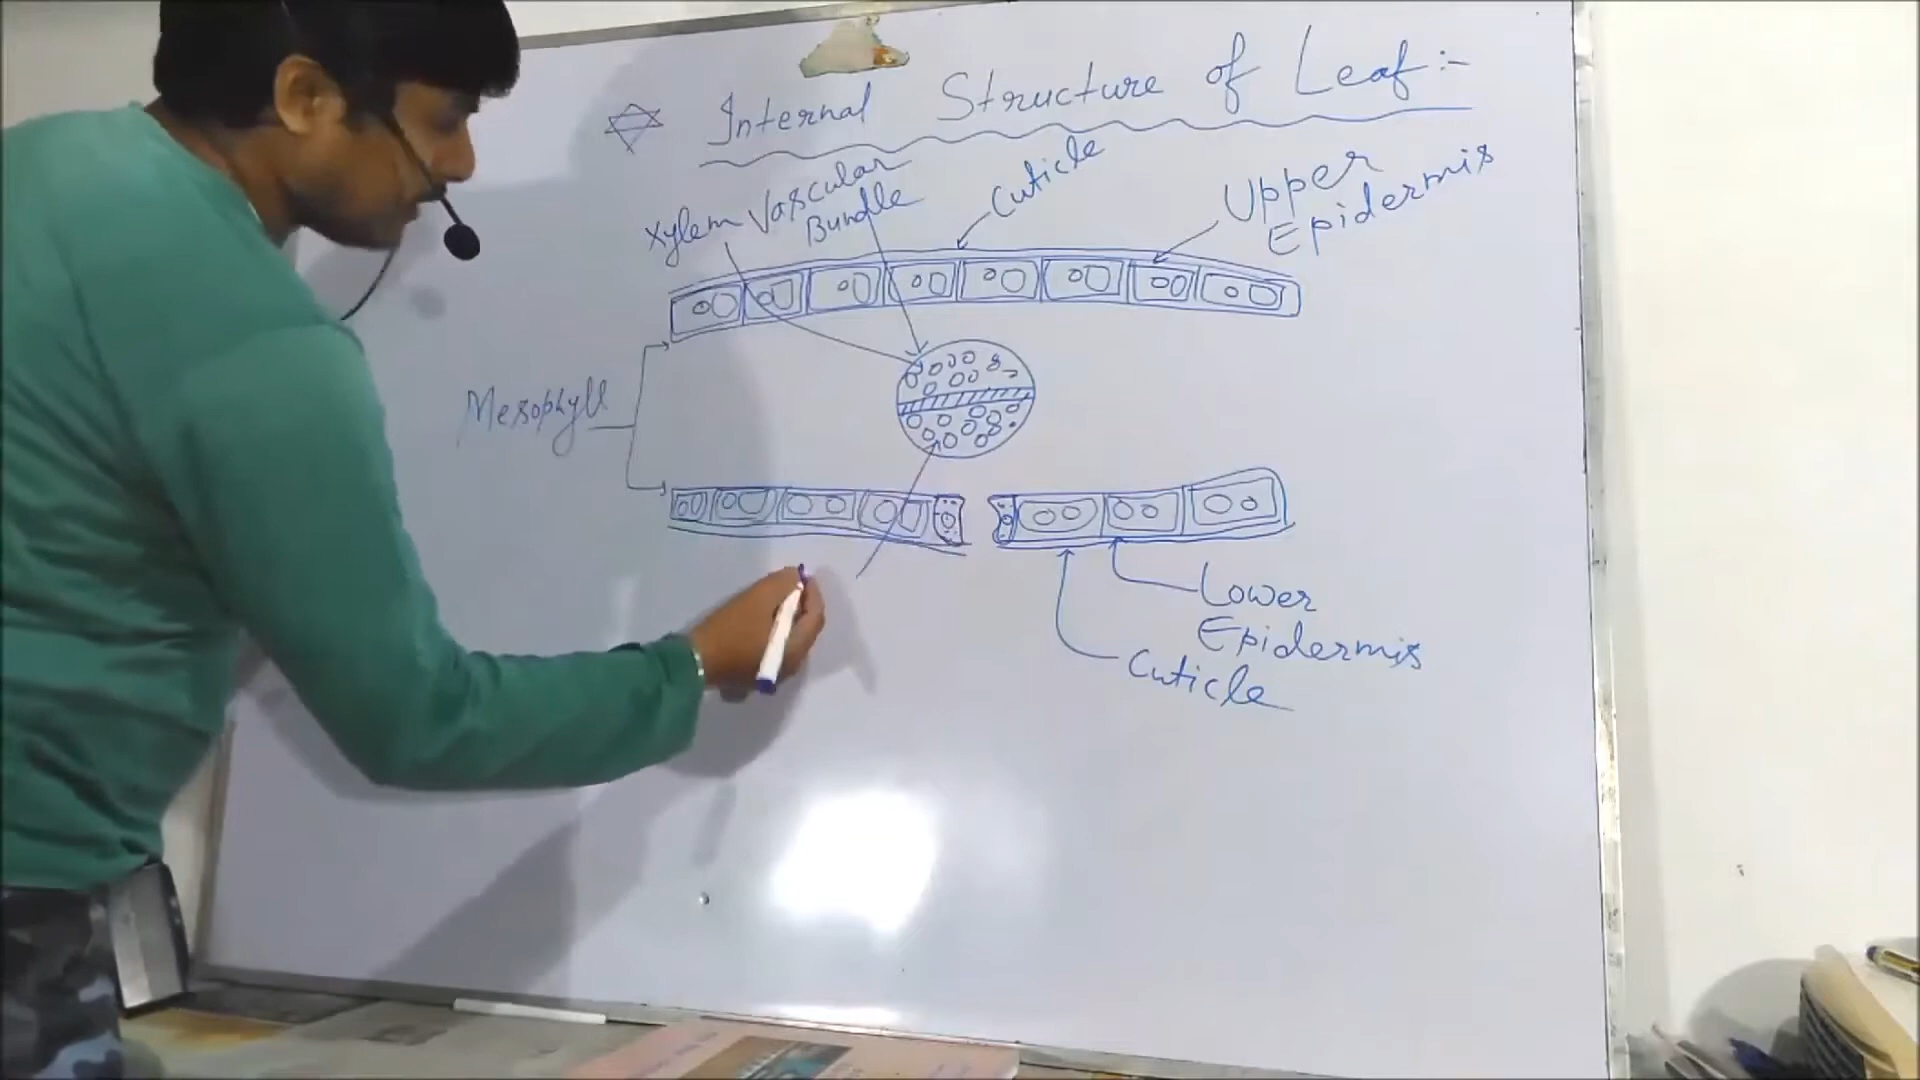 Internal Structure of Leaf :-
Xylem
Vascular
Bundle
Cuticle
Upper
Epidermis
Mesophyll
Lower
Epidermis
Cuticle